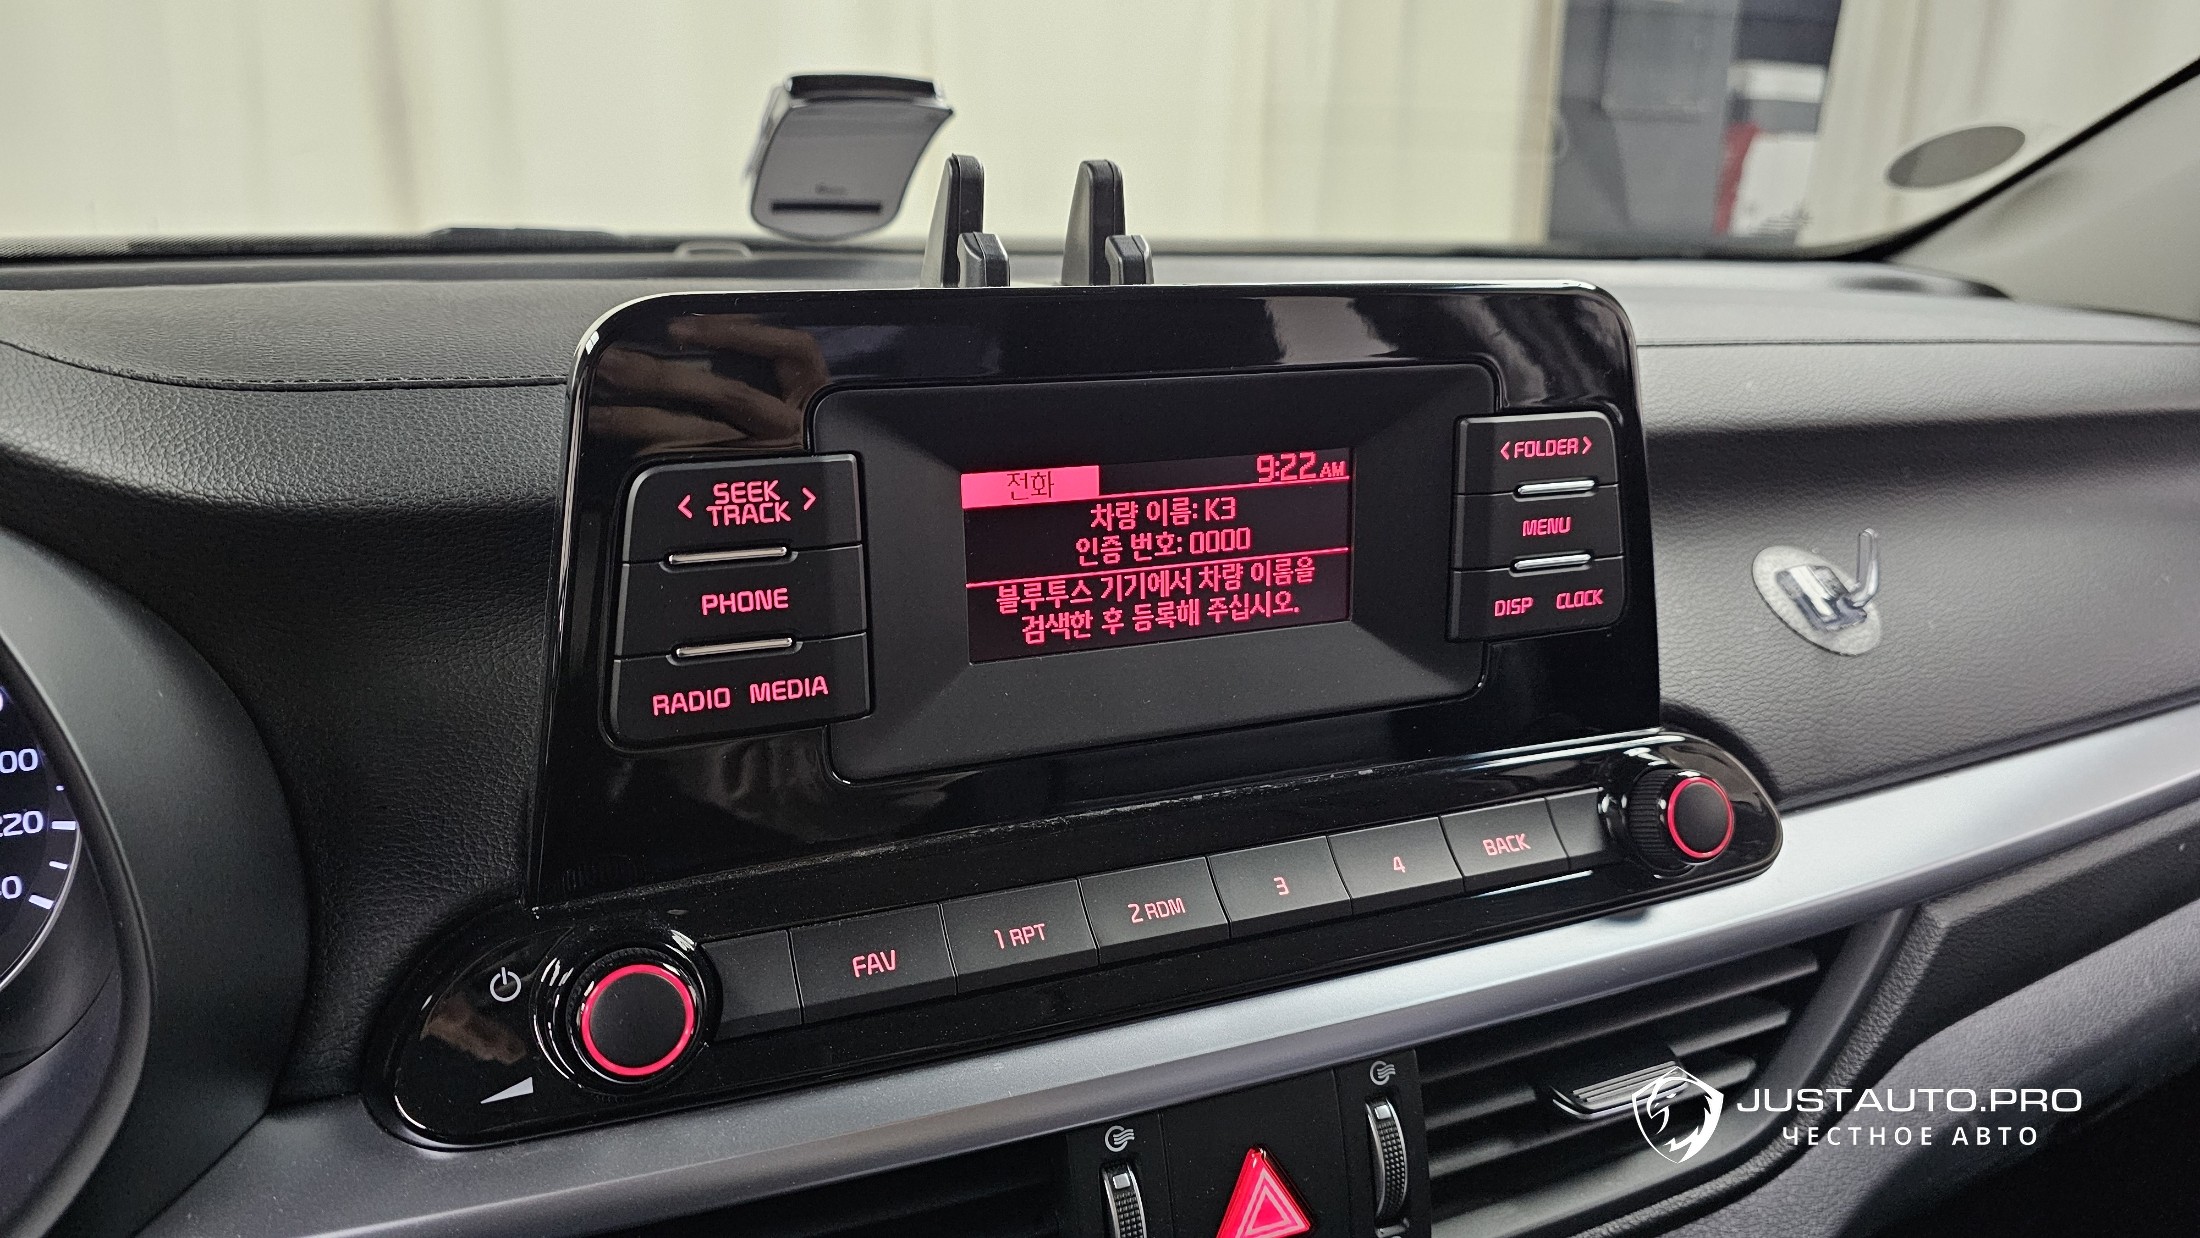 전화 9:22 AM
차량 이름: K3
인증 번호: 0000
블루투스 기기에서 차량 이름을
검색한 후 등록해 주십시오.
< SEEK >
TRACK
PHONE
RADIO MEDIA
< FOLDER >
MENU
DISP CLOCK
FAV 1 RPT 2 RDM 3 4 BACK
220
JUSTAUTO.PRO
ЧЕСТНОЕ АВТО